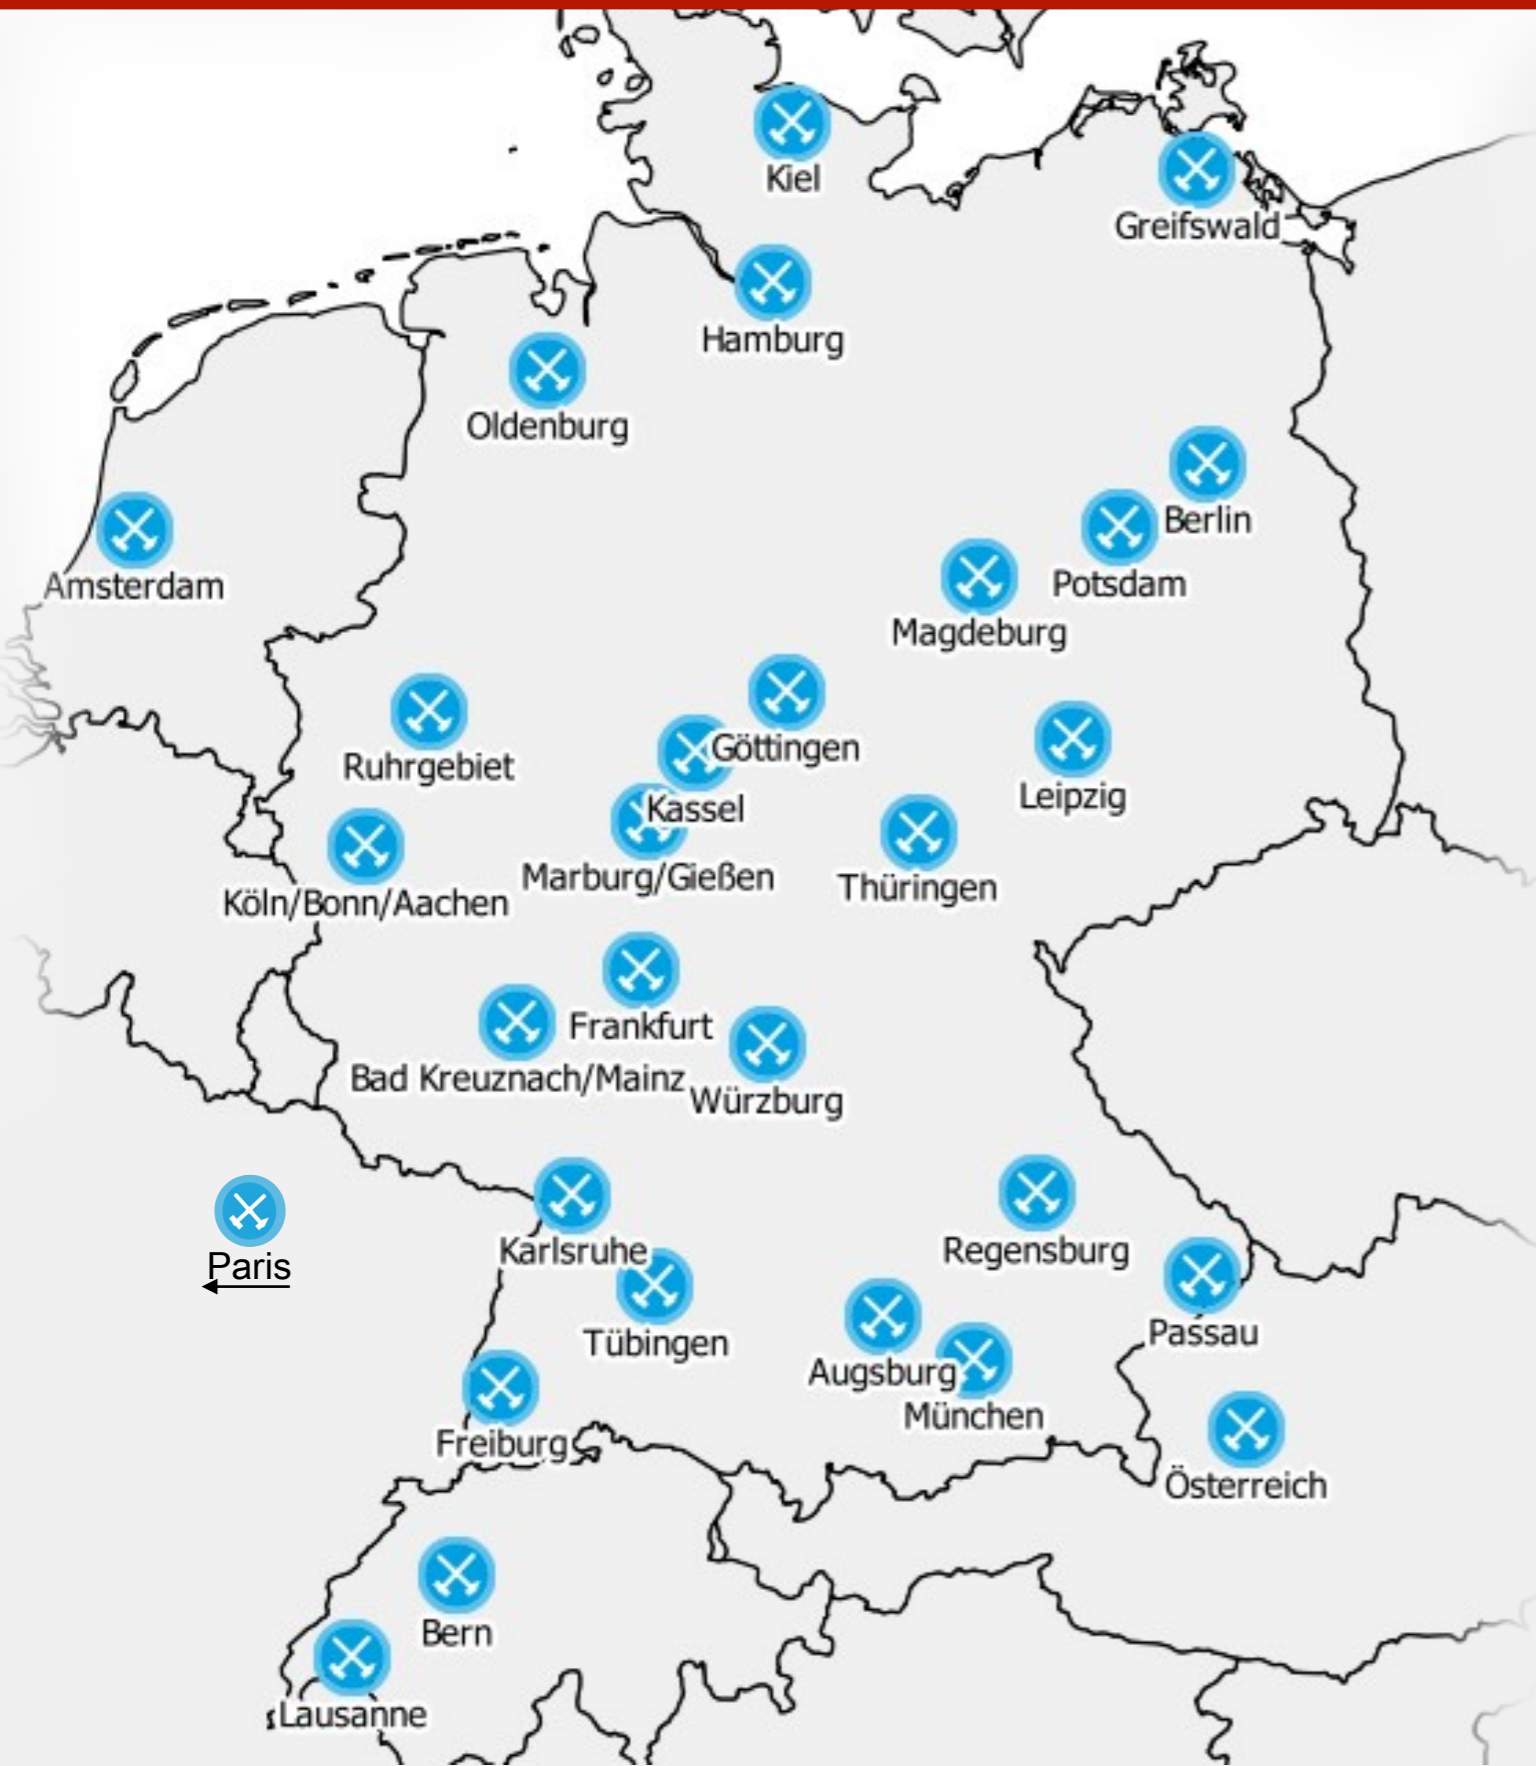 Kiel
Greifswald
Hamburg
Oldenburg
Berlin
Amsterdam
Potsdam
Magdeburg
Göttingen
Ruhrgebiet
Leipzig
Kassel
Marburg/Gießen
Thüringen
Köln/Bonn/Aachen
Frankfurt
Bad Kreuznach/Mainz
Würzburg
Karlsruhe
Regensburg
Paris
Passau
Tübingen
Augsburg
München
Freiburg
Österreich
Bern
Lausanne